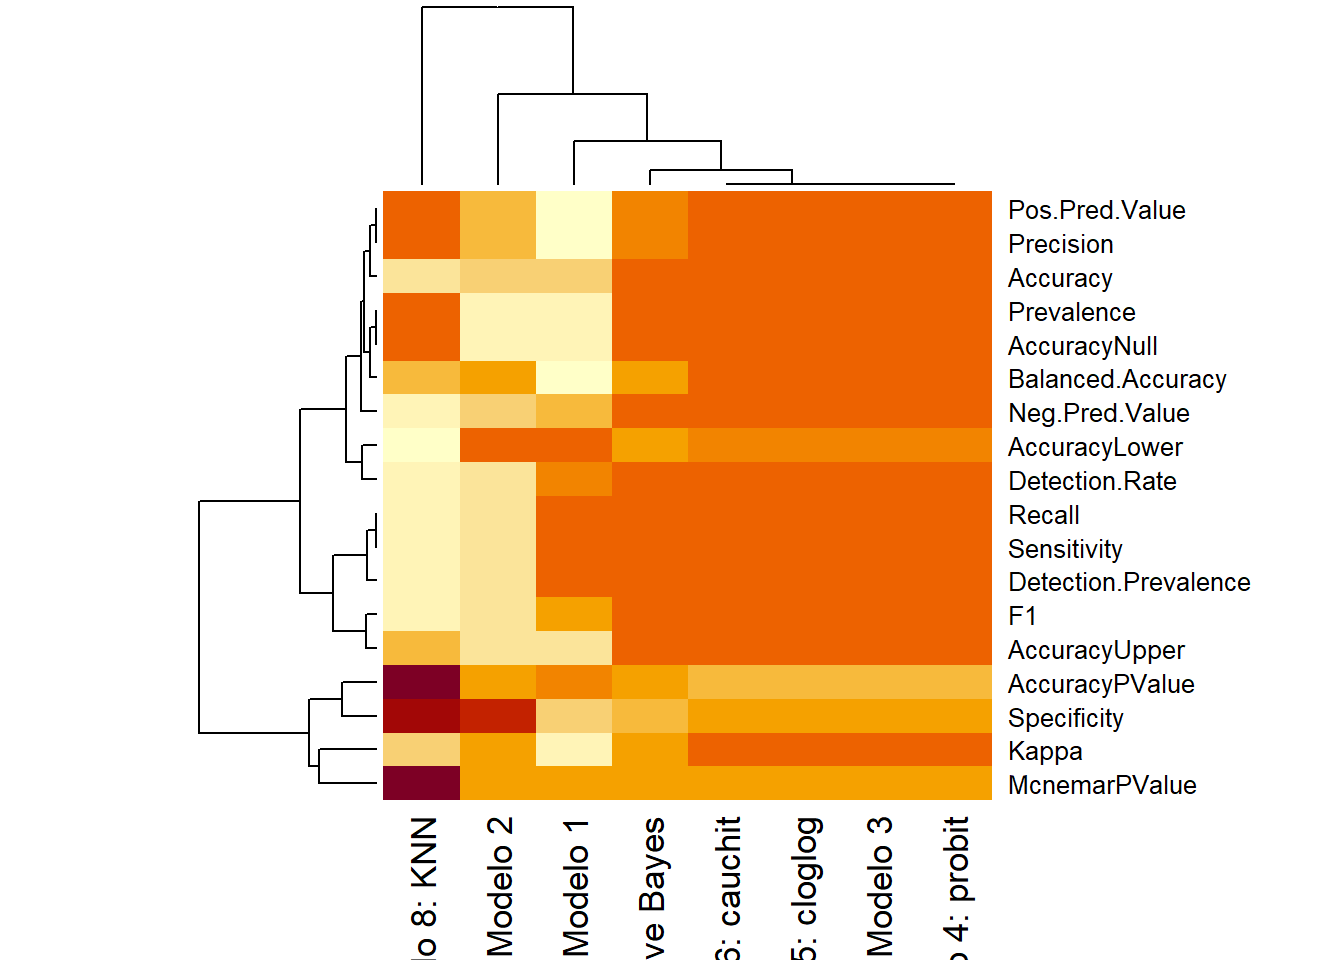 Pos.Pred.Value
Precision
Accuracy
Prevalence
AccuracyNull
Balanced.Accuracy
Neg.Pred.Value
AccuracyLower
Detection.Rate
Recall
Sensitivity
Detection.Prevalence
F1
AccuracyUpper
AccuracyPValue
Specificity
Kappa
McnemarPValue
lo 8: KNN
Modelo 2
Modelo 1
ve Bayes
6: cauchit
5: cloglog
Modelo 3
o 4: probit